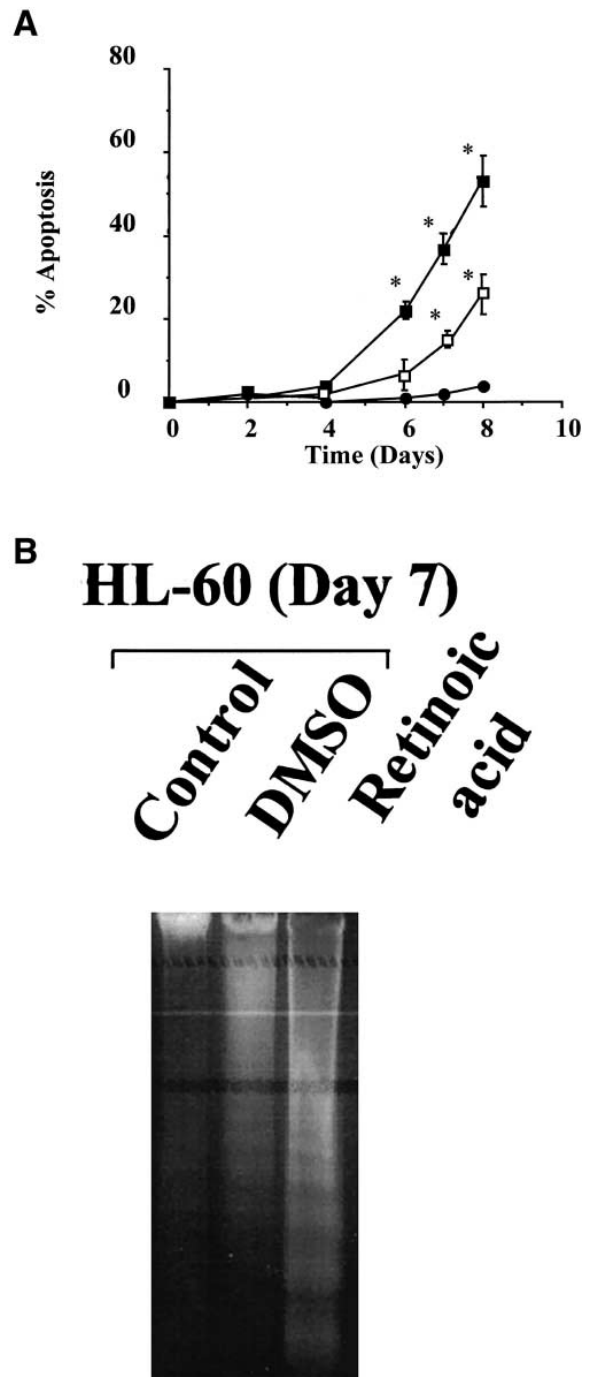 A
80
60
40
20
0
% Apoptosis
*
*
*
*
*
*
0 2 4 6 8 10
Time (Days)
B
HL-60 (Day 7)
Control
DMSO
Retinoic
acid